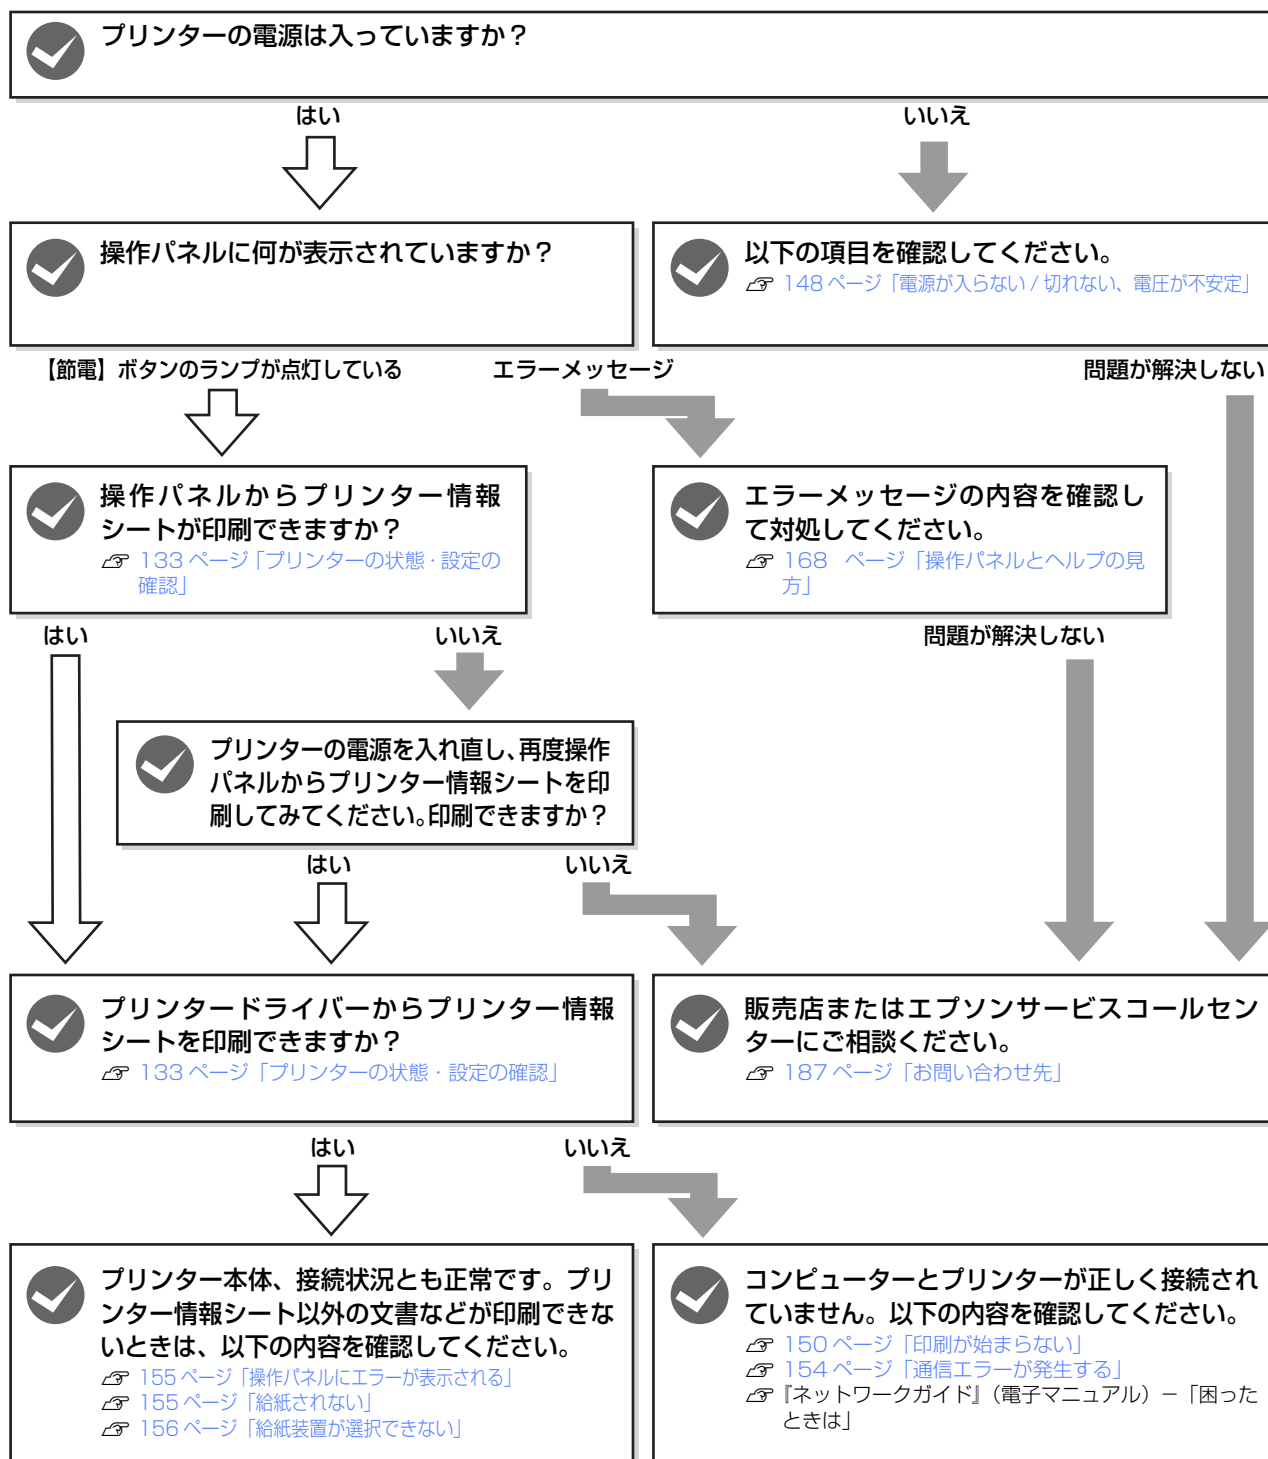 プリンターの電源は入っていますか？
はい
いいえ
操作パネルに何が表示されていますか？
以下の項目を確認してください。
148 ページ「電源が入らない / 切れない、電圧が不安定」
【節電】ボタンのランプが点灯している
エラーメッセージ
問題が解決しない
操作パネルからプリンター情報
シートが印刷できますか？
133 ページ「プリンターの状態・設定の
確認」
エラーメッセージの内容を確認し
て対処してください。
168 ページ「操作パネルとヘルプの見
方」
はい
いいえ
問題が解決しない
プリンターの電源を入れ直し、再度操作
パネルからプリンター情報シートを印
刷してみてください。印刷できますか？
はい
いいえ
プリンタードライバーからプリンター情報
シートを印刷できますか？
133 ページ「プリンターの状態・設定の確認」
販売店またはエプソンサービスコールセン
ターにご相談ください。
187 ページ「お問い合わせ先」
はい
いいえ
プリンター本体、接続状況とも正常です。プリ
ンター情報シート以外の文書などが印刷できな
いときは、以下の内容を確認してください。
155 ページ「操作パネルにエラーが表示される」
155 ページ「給紙されない」
156 ページ「給紙装置が選択できない」
コンピューターとプリンターが正しく接続され
ていません。以下の内容を確認してください。
150 ページ「印刷が始まらない」
154 ページ「通信エラーが発生する」
『ネットワークガイド』（電子マニュアル）－「困った
ときは」